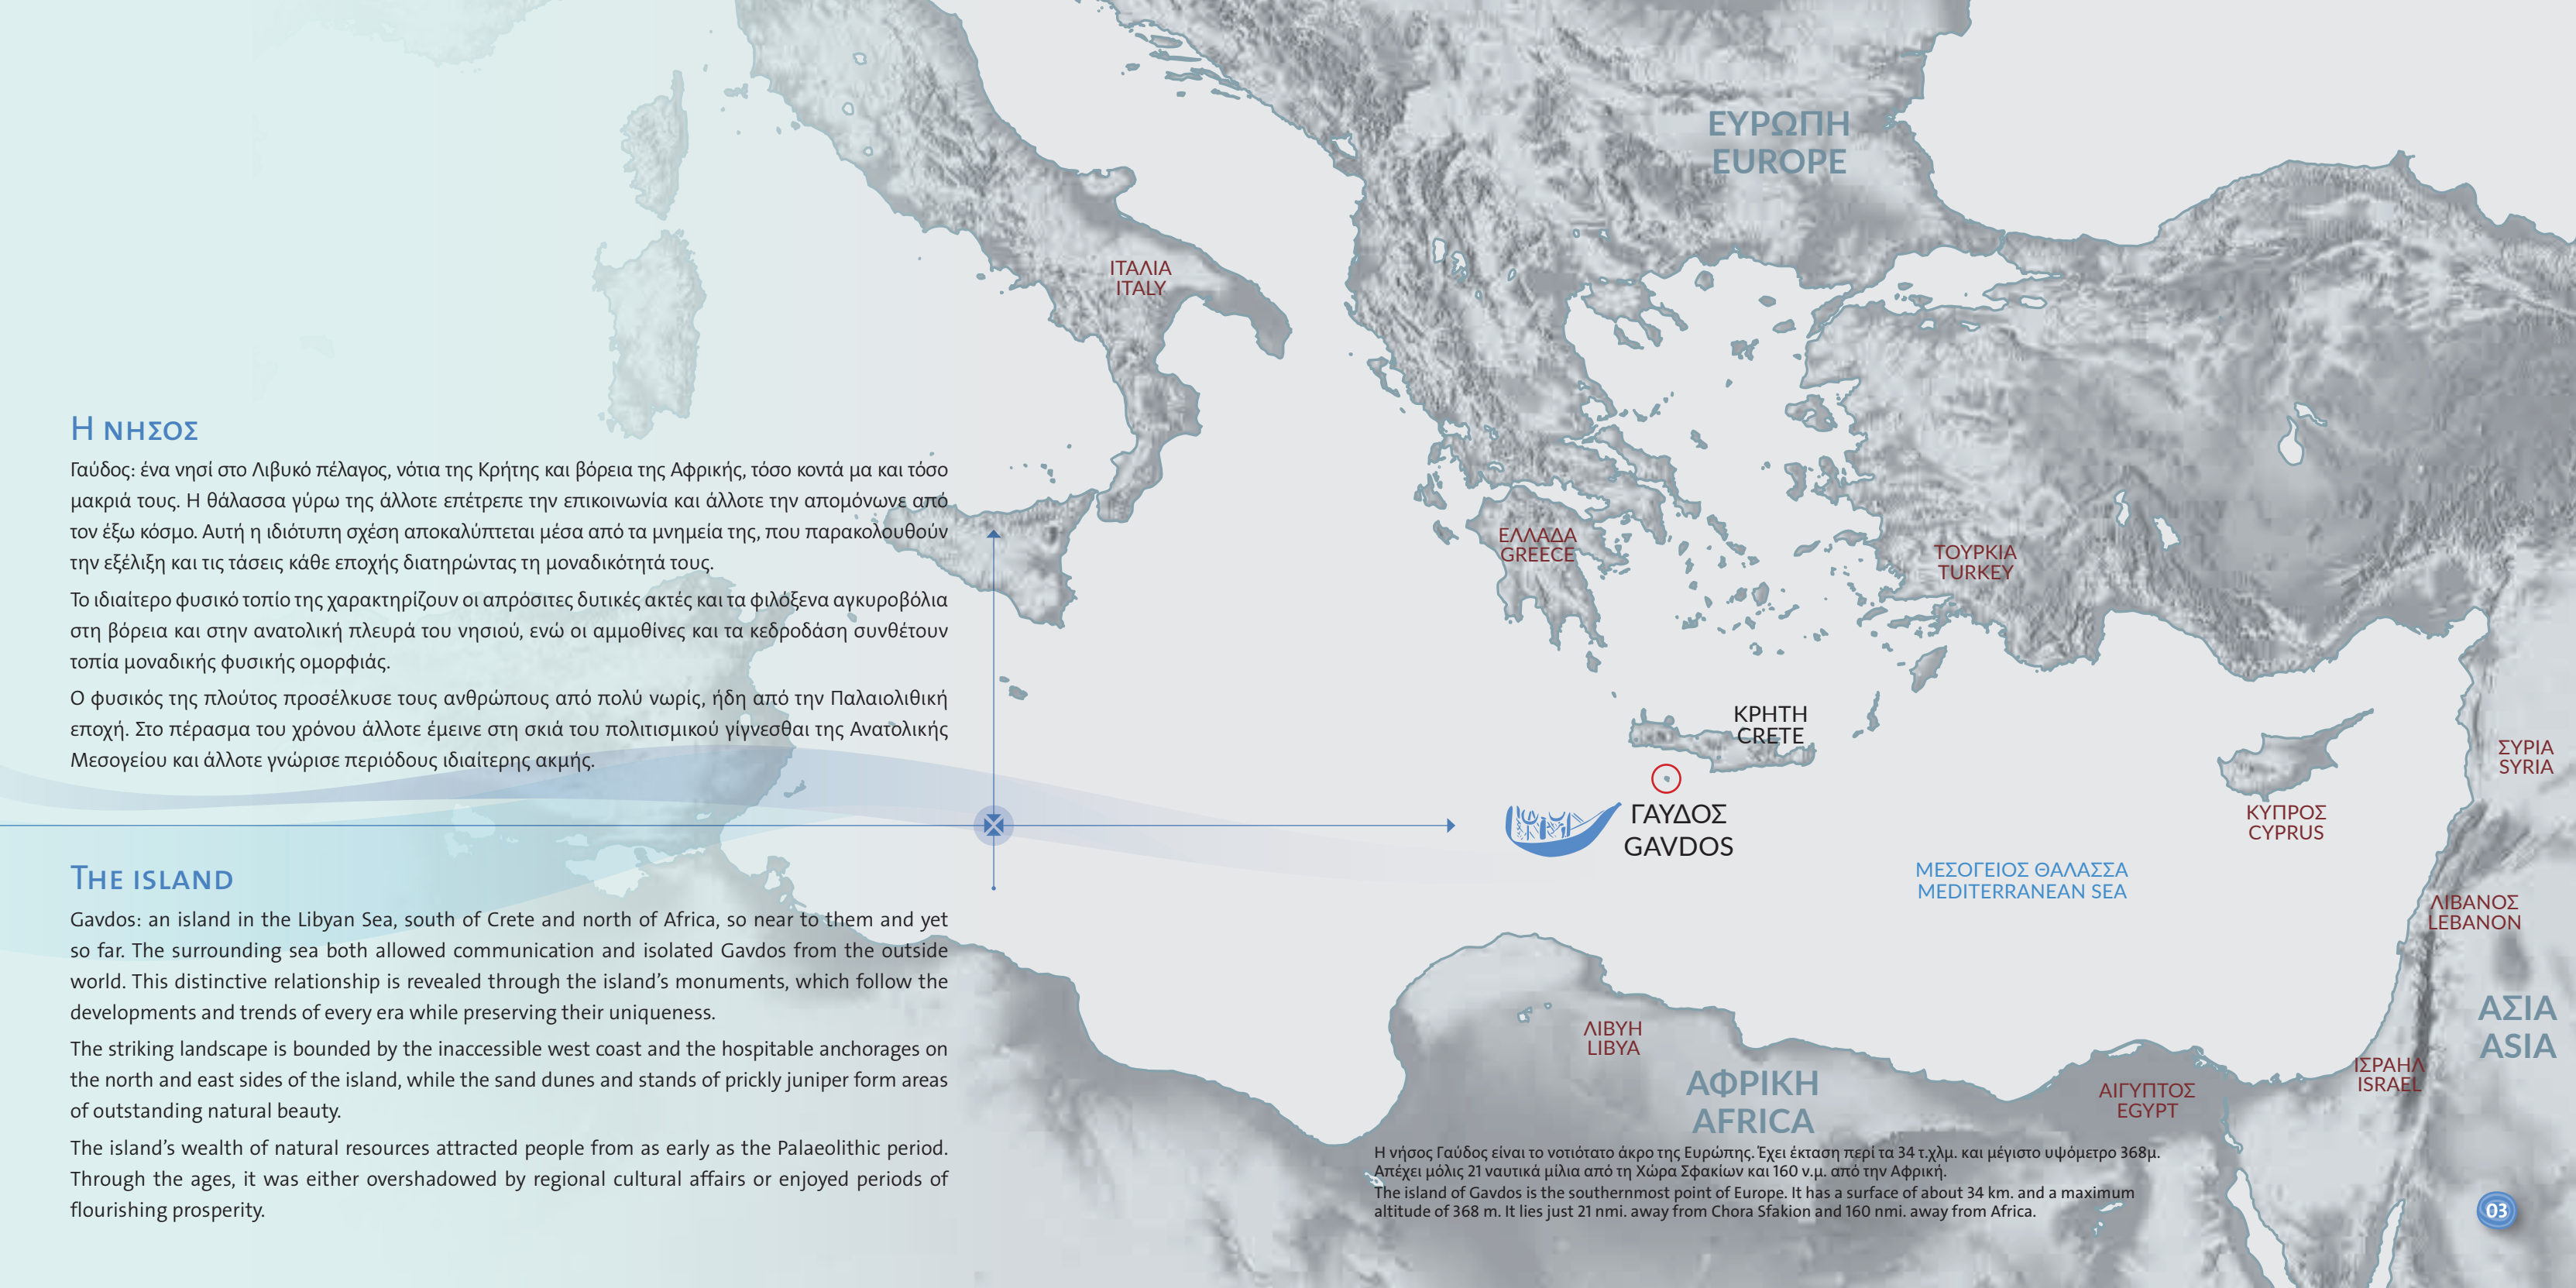 Η ΝΗΣΟΣ
Γαύδος: ένα νησί στο Λιβυκό πέλαγος, νότια της Κρήτης και βόρεια της Αφρικής, τόσο κοντά μα και τόσο
μακριά τους. Η θάλασσα γύρω της άλλοτε επέτρεπε την επικοινωνία και άλλοτε την απομόνωνε από
τον έξω κόσμο. Αυτή η ιδιότυπη σχέση αποκαλύπτεται μέσα από τα μνημεία της, που παρακολουθούν
την εξέλιξη και τις τάσεις κάθε εποχής διατηρώντας τη μοναδικότητά τους.
Το ιδιαίτερο φυσικό τοπίο της χαρακτηρίζουν οι απρόσιτες δυτικές ακτές και τα φιλόξενα αγκυροβόλια
στη βόρεια και στην ανατολική πλευρά του νησιού, ενώ οι αμμοθίνες και τα κεδροδάση συνθέτουν
τοπία μοναδικής φυσικής ομορφιάς.
Ο φυσικός της πλούτος προσέλκυσε τους ανθρώπους από πολύ νωρίς, ήδη από την Παλαιολιθική
εποχή. Στο πέρασμα του χρόνου άλλοτε έμεινε στη σκιά του πολιτισμικού γίγνεσθαι της Ανατολικής
Μεσογείου και άλλοτε γνώρισε περιόδους ιδιαίτερης ακμής.
THE ISLAND
Gavdos: an island in the Libyan Sea, south of Crete and north of Africa, so near to them and yet
so far. The surrounding sea both allowed communication and isolated Gavdos from the outside
world. This distinctive relationship is revealed through the island's monuments, which follow the
developments and trends of every era while preserving their uniqueness.
The striking landscape is bounded by the inaccessible west coast and the hospitable anchorages on
the north and east sides of the island, while the sand dunes and stands of prickly juniper form areas
of outstanding natural beauty.
The island's wealth of natural resources attracted people from as early as the Palaeolithic period.
Through the ages, it was either overshadowed by regional cultural affairs or enjoyed periods of
flourishing prosperity.
ΕΥΡΩΠΗ
EUROPE
ΙΤΑΛΙΑ
ITALY
ΕΛΛΑΔΑ
GREECE
ΤΟΥΡΚΙΑ
TURKEY
ΚΡΗΤΗ
CRETE
ΣΥΡΙΑ
SYRIA
ΓΑΥΔΟΣ
GAVDOS
ΚΥΠΡΟΣ
CYPRUS
ΜΕΣΟΓΕΙΟΣ ΘΑΛΑΣΣΑ
MEDITERRANEAN SEA
ΛΙΒΑΝΟΣ
LEBANON
ΑΣΙΑ
ASIA
ΛΙΒΥΗ
LIBYA
ΙΣΡΑΗΛ
ISRAEL
ΑΦΡΙΚΗ
AFRICA
ΑΙΓΥΠΤΟΣ
EGYPT
Η νήσος Γαύδος είναι το νοτιότατο άκρο της Ευρώπης. Έχει έκταση περί τα 34 τ.χλμ. και μέγιστο υψόμετρο 368μ.
Απέχει μόλις 21 ναυτικά μίλια από τη Χώρα Σφακίων και 160 ν.μ. από την Αφρική.
The island of Gavdos is the southernmost point of Europe. It has a surface of about 34 km. and a maximum
altitude of 368 m. It lies just 21 nmi. away from Chora Sfakion and 160 nmi. away from Africa.
03